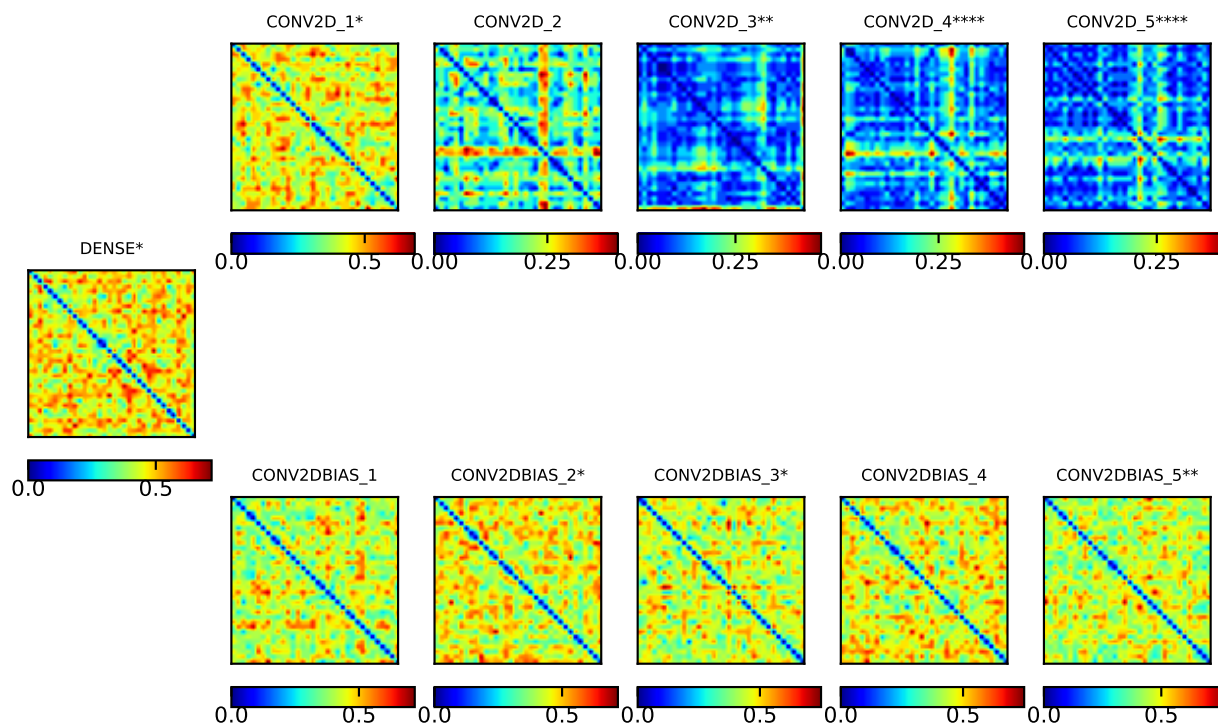 CONV2D_1* CONV2D_2 CONV2D_3** CONV2D_4**** CONV2D_5****
0.0 0.5 0.00 0.25 0.00 0.25 0.00 0.25 0.00 0.25
DENSE*
0.0 0.5
CONV2DBIAS_1 CONV2DBIAS_2* CONV2DBIAS_3* CONV2DBIAS_4 CONV2DBIAS_5**
0.0 0.5 0.0 0.5 0.0 0.5 0.0 0.5 0.0 0.5